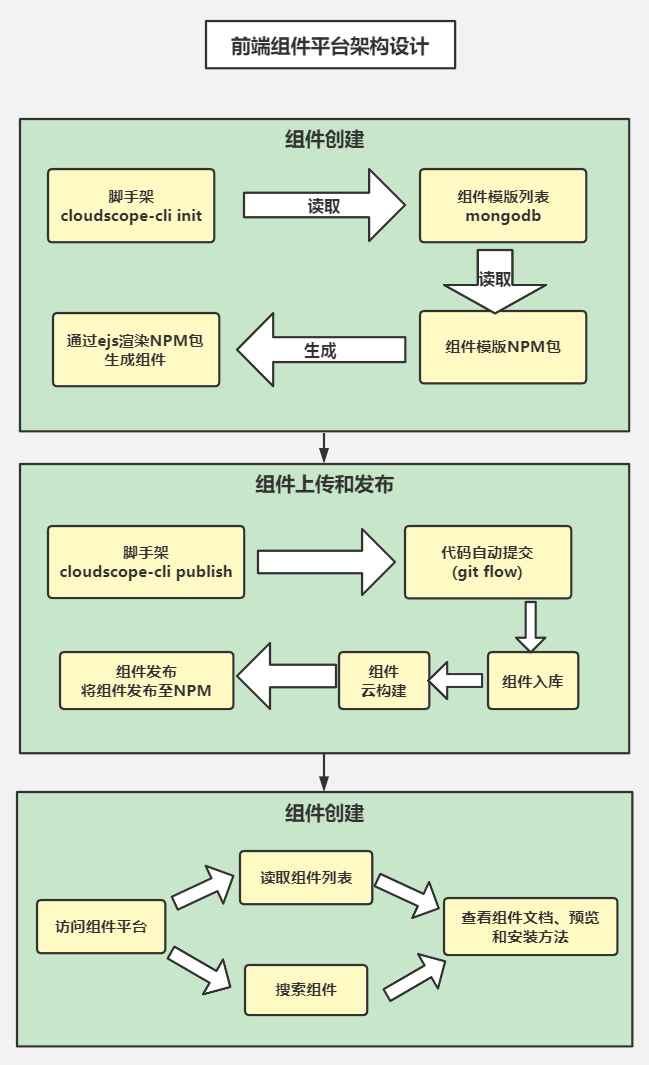 前端组件平台架构设计
组件创建
脚手架
cloudscope-cli init
读取
组件模版列表
mongodb
读取
通过ejs渲染NPM包
生成组件
生成
组件模版NPM包
组件上传和发布
脚手架
cloudscope-cli publish
代码自动提交
(git flow)
组件发布
将组件发布至NPM
组件
云构建
组件入库
组件创建
访问组件平台
读取组件列表
搜索组件
查看组件文档、预览
和安装方法